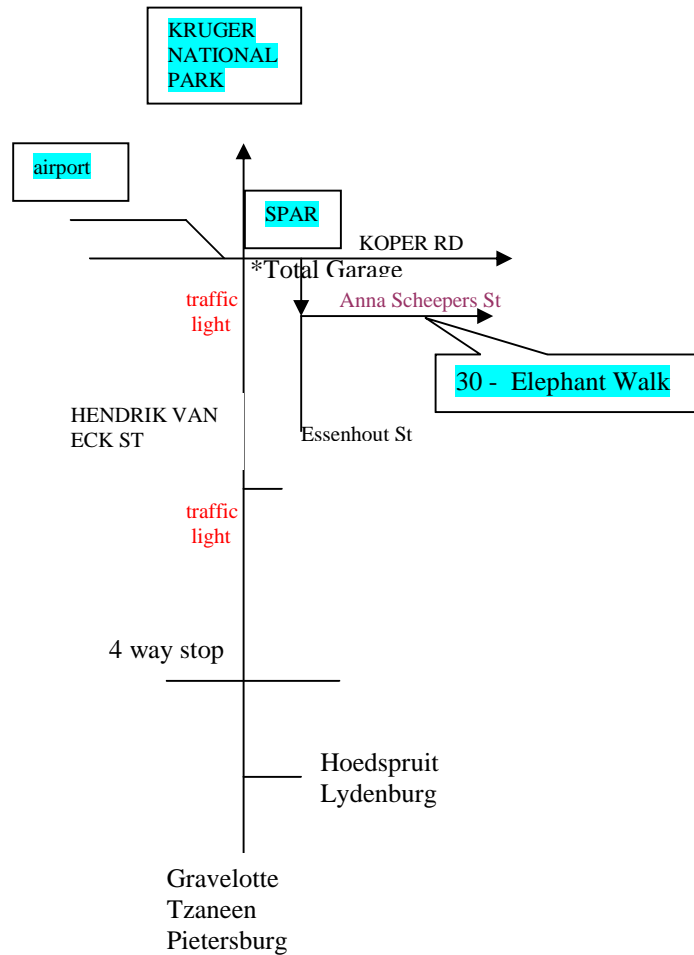 KRUGER
NATIONAL
PARK
airport
SPAR
KOPER RD
*Total Garage
traffic
light
Anna Scheepers St
30 - Elephant Walk
HENDRIK VAN
ECK ST
Essenhout St
traffic
light
4 way stop
Hoedspruit
Lydenburg
Gravelotte
Tzaneen
Pietersburg